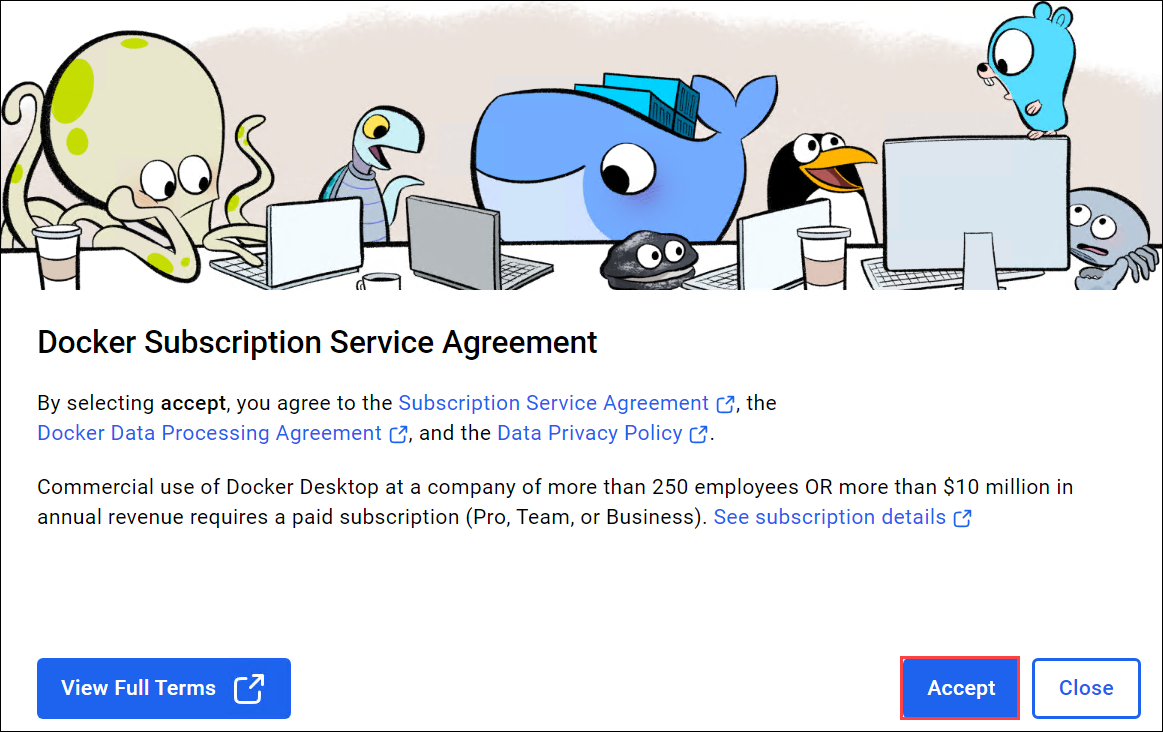 Docker Subscription Service Agreement
By selecting accept, you agree to the Subscription Service Agreement, the
Docker Data Processing Agreement, and the Data Privacy Policy.
Commercial use of Docker Desktop at a company of more than 250 employees OR more than $10 million in
annual revenue requires a paid subscription (Pro, Team, or Business). See subscription details
View Full Terms
Accept
Close